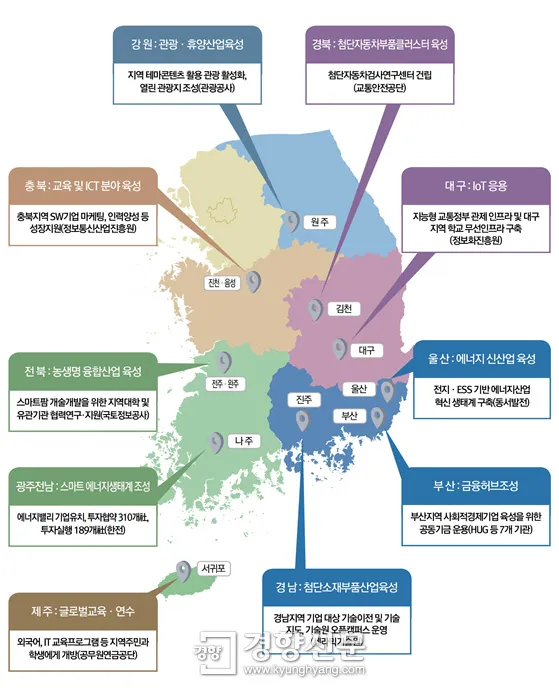 강 원 : 관광 · 휴양산업육성
지역 테마콘텐츠 활용 관광 활성화,
열린 관광지 조성(관광공사)
경북 : 첨단자동차부품클러스터 육성
첨단자동차검사연구센터 건립
(교통안전공단)
충 북 : 교육 및 ICT 분야 육성
충북지역 SW기업 마케팅, 인력양성 등
성장지원(정보통신산업진흥원)
대 구 : IoT 응용
지능형 교통정부 관제 인프라 및 대구
지역 학교 무선인프라 구축
(정보화진흥원)
원 주
진천 · 음성
김천
대구
전 북 : 농생명 융합산업 육성
스마트팜 개술개발을 위한 지역대학 및
유관기관 협력연구 · 지원(국토정보공사)
전주 · 완주
울 산 : 에너지 신산업 육성
전지 · ESS 기반 에너지산업
혁신 생태계 구축(동서발전)
울산
진주
부산
나 주
광주전남 : 스마트 에너지생태계 조성
에너지밸리 기업유치, 투자협약 310개社,
투자실행 189개社(한전)
부 산 : 금융허브조성
부산지역 사회적경제기업 육성을 위한
공동기금 운용(HUG 등 7개 기관)
서귀포
제 주 : 글로벌교육 · 연수
외국어, IT 교육프로그램 등 지역주민과
학생에게 개방(공무원연금공단)
경 남 : 첨단소재부품산업육성
경남지역 기업 대상 기술이전 및 기술
지도, 기술원 오픈캠퍼스 운영
경향신문
http://www.kyunghyang.com